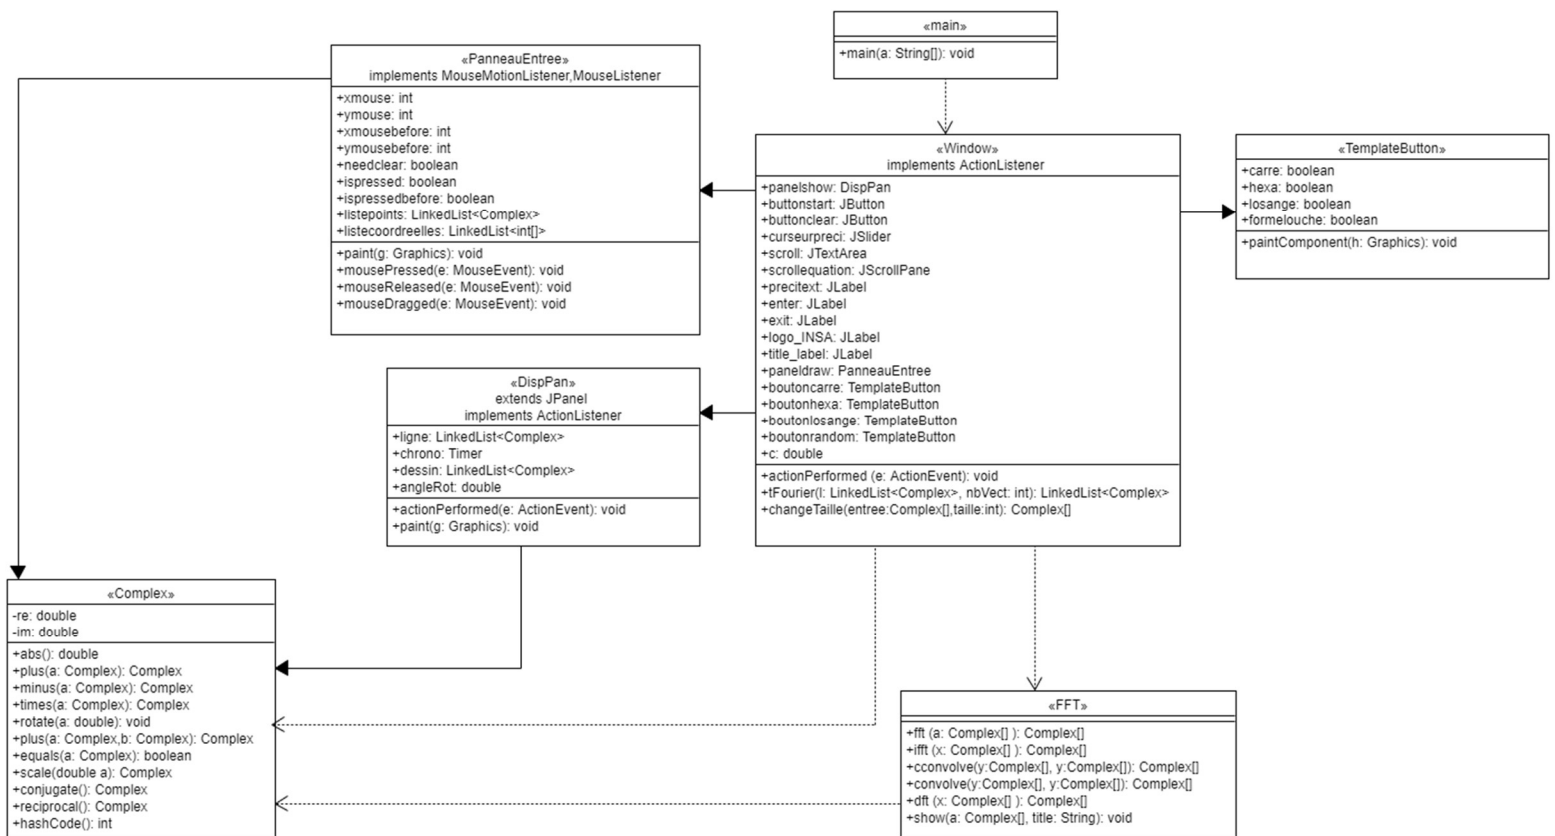 «main»
+main(a: String[]): void
«PanneauEntree»
implements MouseMotionListener,MouseListener
+xmouse: int
+ymouse: int
+xmousebefore: int
+ymousebefore: int
+needclear: boolean
+ispressed: boolean
+ispressedbefore: boolean
+listepoints: LinkedList<Complex>
+listecoordreelles: LinkedList<int[]>
+paint(g: Graphics): void
+mousePressed(e: MouseEvent): void
+mouseReleased(e: MouseEvent): void
+mouseDragged(e: MouseEvent): void
«Window»
implements ActionListener
+panelshow: DispPan
+buttonstart: JButton
+buttonclear: JButton
+curseurpreci: JSlider
+scroll: JTextArea
+scrollequation: JScrollPane
+precitext: JLabel
+enter: JLabel
+exit: JLabel
+logo_INSA: JLabel
+title_label: JLabel
+paneldraw: PanneauEntree
+boutoncarre: TemplateButton
+boutonhexa: TemplateButton
+boutonlosange: TemplateButton
+boutonrandom: TemplateButton
+c: double
+actionPerformed (e: ActionEvent): void
+tFourier(l: LinkedList<Complex>, nbVect: int): LinkedList<Complex>
+changeTaille(entree:Complex[],taille:int): Complex[]
«TemplateButton»
+carre: boolean
+hexa: boolean
+losange: boolean
+formelouche: boolean
+paintComponent(h: Graphics): void
«DispPan»
extends JPanel
implements ActionListener
+ligne: LinkedList<Complex>
+chrono: Timer
+dessin: LinkedList<Complex>
+angleRot: double
+actionPerformed(e: ActionEvent): void
+paint(g: Graphics): void
«Complex»
-re: double
-im: double
+abs(): double
+plus(a: Complex): Complex
+minus(a: Complex): Complex
+times(a: Complex): Complex
+rotate(a: double): void
+plus(a: Complex,b: Complex): Complex
+equals(a: Complex): boolean
+scale(double a): Complex
+conjugate(): Complex
+reciprocal(): Complex
+hashCode(): int
«FFT»
+fft (a: Complex[] ): Complex[]
+ifft (x: Complex[] ): Complex[]
+cconvolve(y:Complex[], y:Complex[]): Complex[]
+convolve(y:Complex[], y:Complex[]): Complex[]
+dft (x: Complex[] ): Complex[]
+show(a: Complex[], title: String): void